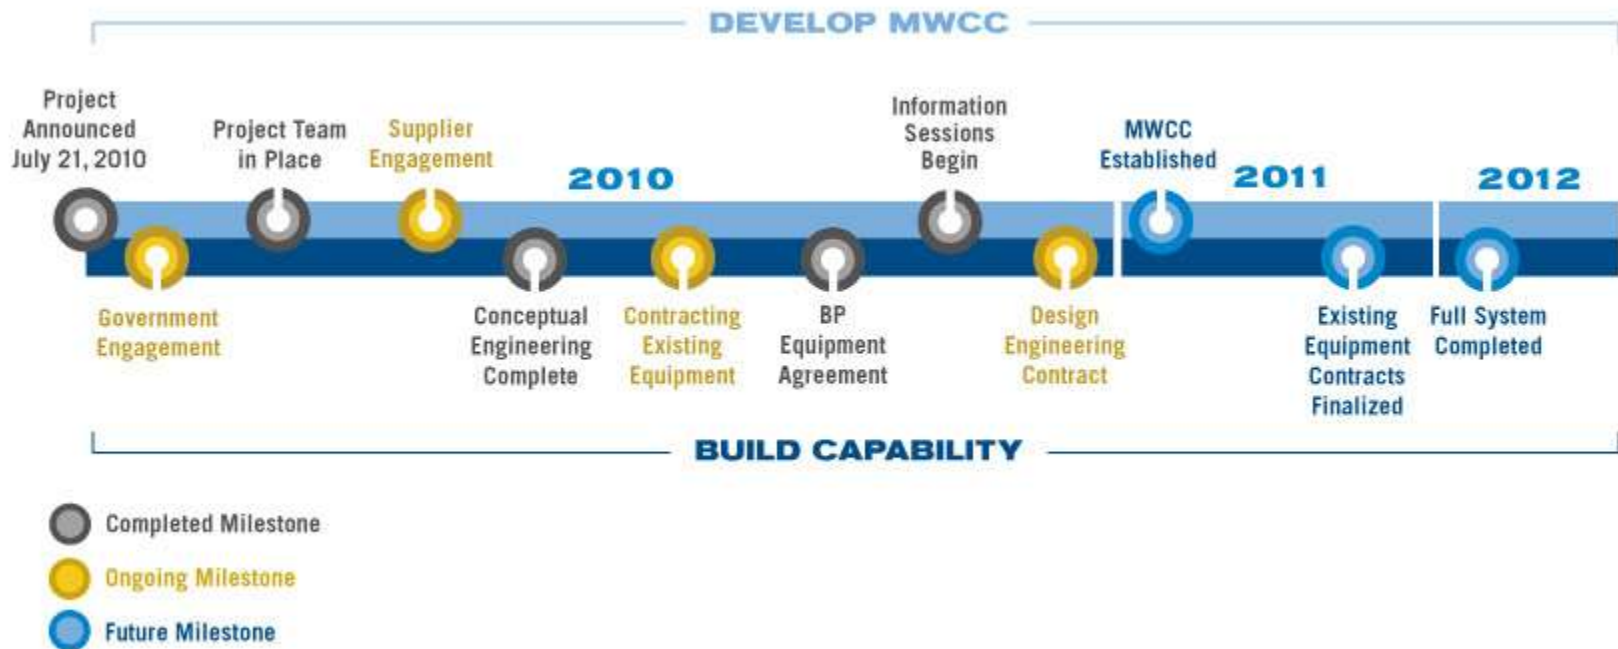 DEVELOP MWCC
Project
Announced
July 21, 2010
Project Team
in Place
Supplier
Engagement
2010
Information
Sessions
Begin
MWCC
Established
2011
2012
Government
Engagement
Conceptual
Engineering
Complete
Contracting
Existing
Equipment
BP
Equipment
Agreement
Design
Engineering
Contract
Existing
Equipment
Contracts
Finalized
Full System
Completed
BUILD CAPABILITY
Completed Milestone
Ongoing Milestone
Future Milestone